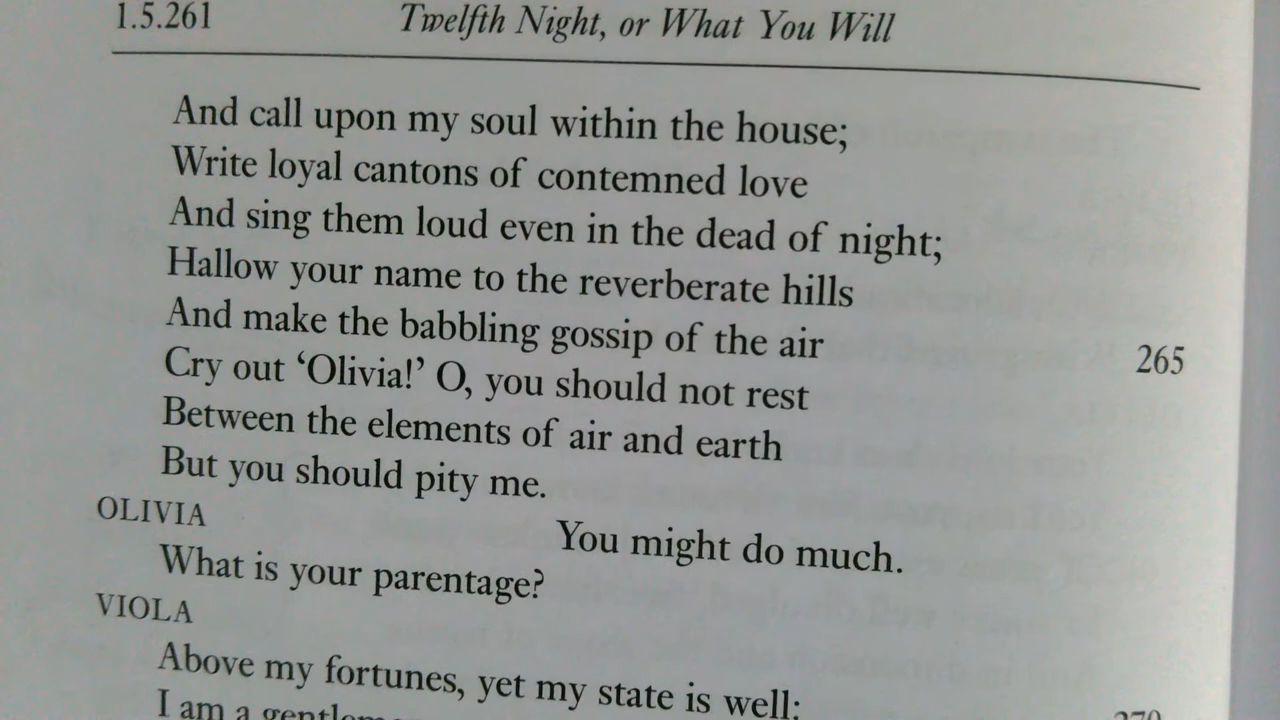 1.5.261 Twelfth Night, or What You Will
And call upon my soul within the house;
Write loyal cantons of contemned love
And sing them loud even in the dead of night;
Hallow your name to the reverberate hills
And make the babbling gossip of the air 265
Cry out ‘Olivia!’ O, you should not rest
Between the elements of air and earth
But you should pity me.
OLIVIA You might do much.
What is your parentage?
VIOLA
Above my fortunes, yet my state is well:
I am a